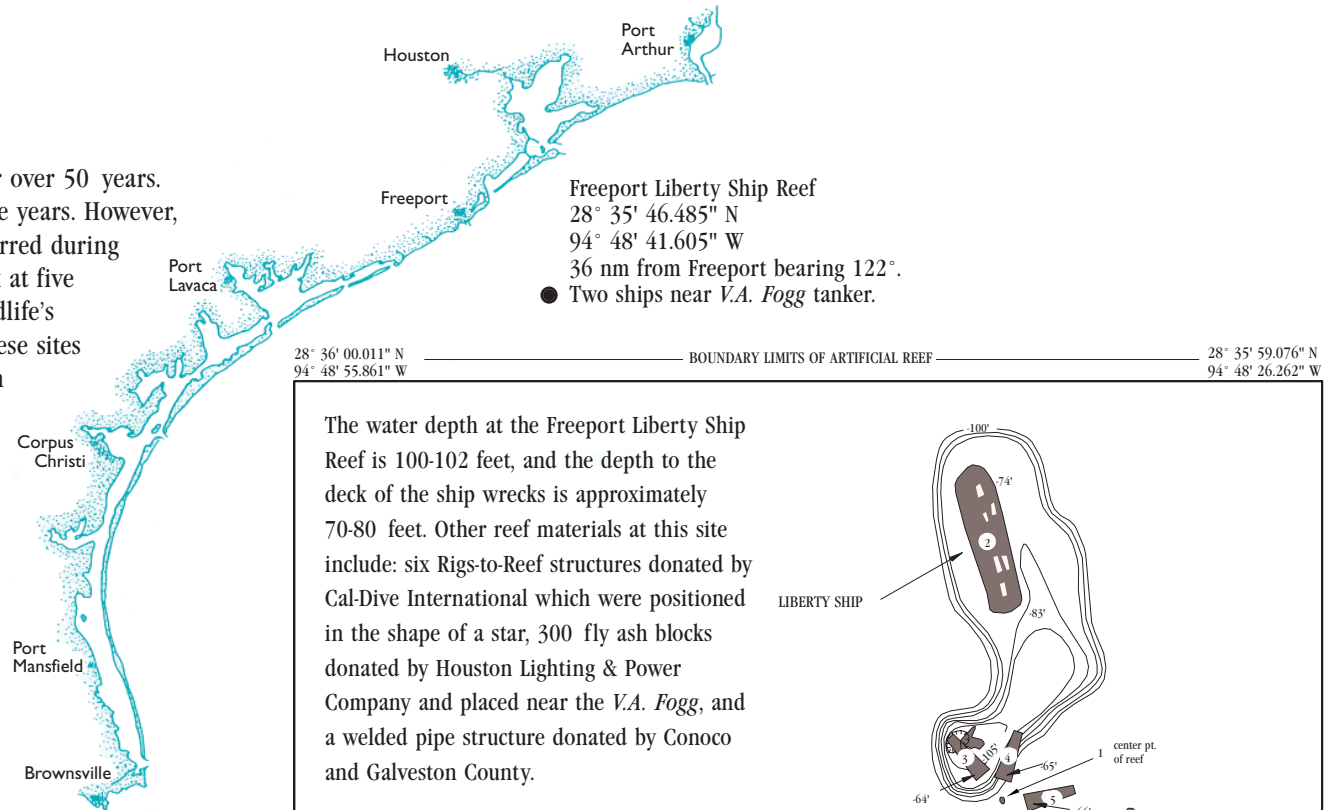 Port
Arthur
Houston
r over 50 years.
e years. However,
rred during
at five
dlife's
ese sites
Freeport
Port
Lavaca
Corpus
Christi
Port
Mansfield
Brownsville
Freeport Liberty Ship Reef
28° 35' 46.485" N
94° 48' 41.605" W
36 nm from Freeport bearing 122°.
Two ships near V.A. Fogg tanker.
28° 36' 00.011" N
94° 48' 55.861" W
BOUNDARY LIMITS OF ARTIFICIAL REEF
28° 35' 59.076" N
94° 48' 26.262" W
The water depth at the Freeport Liberty Ship
Reef is 100-102 feet, and the depth to the
deck of the ship wrecks is approximately
70-80 feet. Other reef materials at this site
include: six Rigs-to-Reef structures donated by
Cal-Dive International which were positioned
in the shape of a star, 300 fly ash blocks
donated by Houston Lighting & Power
Company and placed near the V.A. Fogg, and
a welded pipe structure donated by Conoco
and Galveston County.
-100'
-74'
2
LIBERTY SHIP
-83'
3
-105'
4
1
center pt.
of reef
-65'
-64'
5